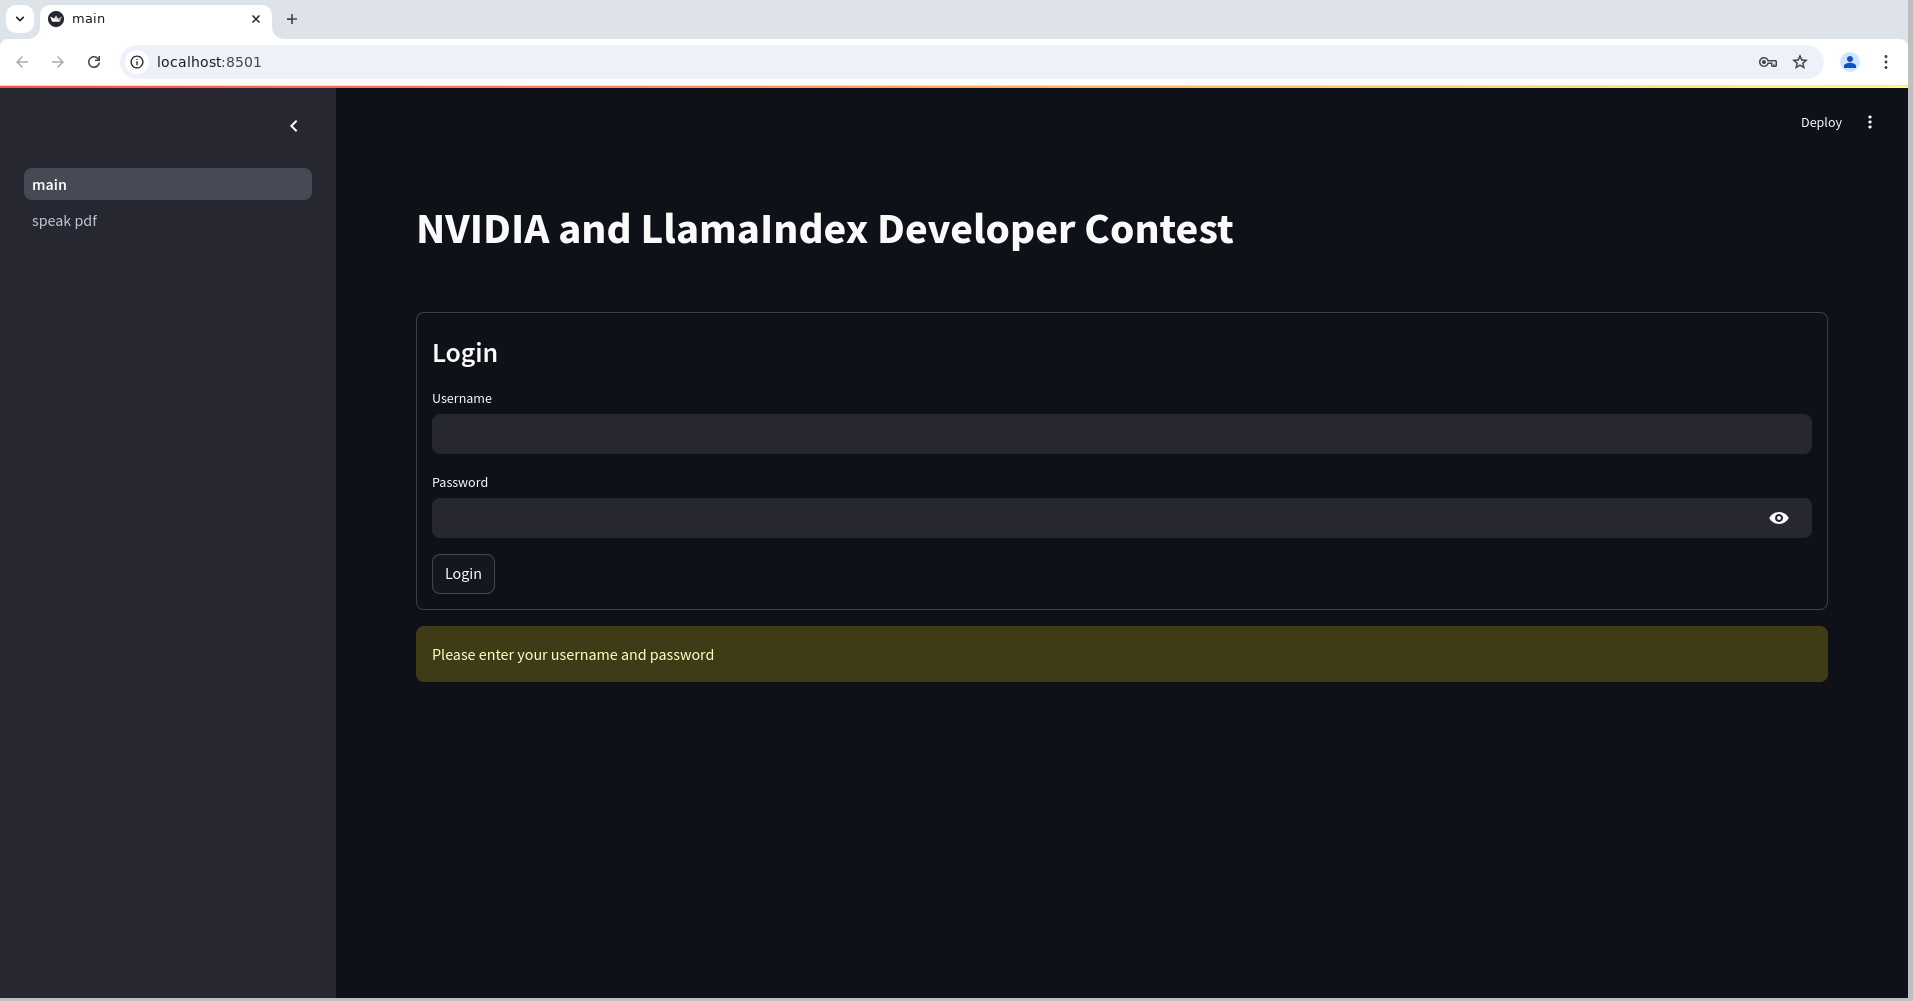 main
localhost:8501
Deploy
main
speak pdf
NVIDIA and LlamaIndex Developer Contest
Login
Username
Password
Login
Please enter your username and password